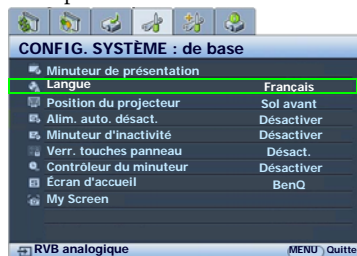 CONFIG. SYSTÈME : de base
Minuteur de présentation
Langue Français
Position du projecteur Sol avant
Alim. auto. désact. Désactiver
Minuteur d'inactivité Désactiver
Verr. touches panneau Désact.
Contrôleur du minuteur Désactiver
Écran d'accueil BenQ
My Screen
RVB analogique MENU Quitte